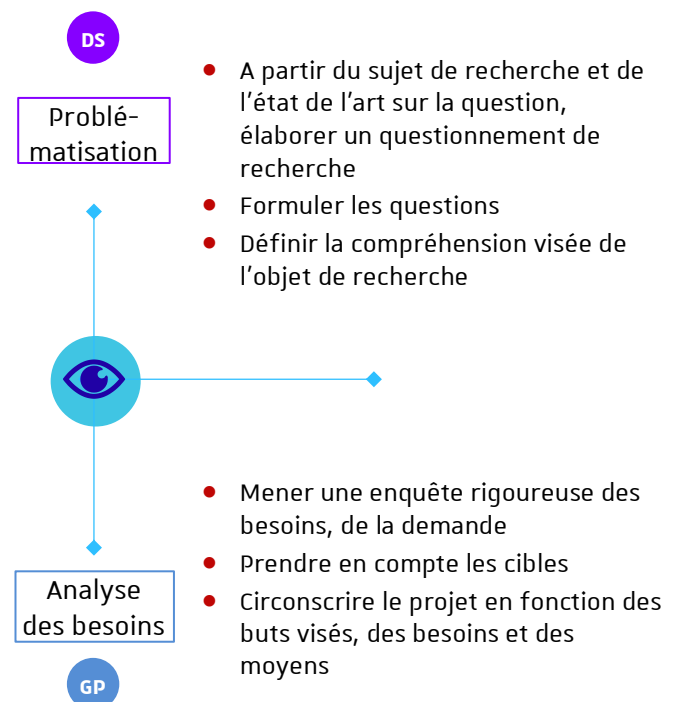 DS
Problé-
matisation
A partir du sujet de recherche et de
l'état de l'art sur la question,
élaborer un questionnement de
recherche
Formuler les questions
Définir la compréhension visée de
l'objet de recherche
Mener une enquête rigoureuse des
besoins, de la demande
Prendre en compte les cibles
Circonscrire le projet en fonction des
buts visés, des besoins et des
moyens
Analyse
des besoins
GP